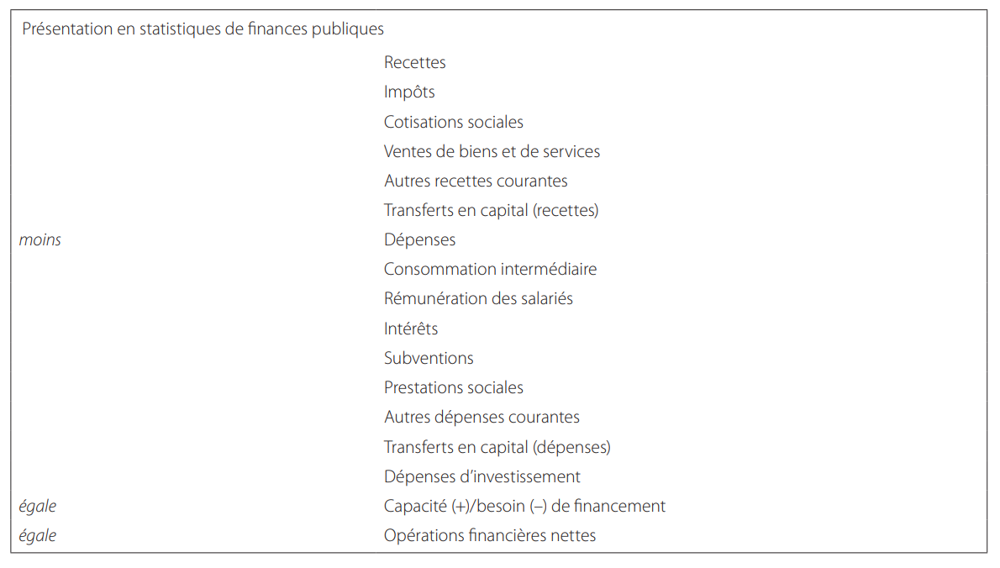 Présentation en statistiques de finances publiques
Recettes
Impôts
Cotisations sociales
Ventes de biens et de services
Autres recettes courantes
Transferts en capital (recettes)
moins Dépenses
Consommation intermédiaire
Rémunération des salariés
Intérêts
Subventions
Prestations sociales
Autres dépenses courantes
Transferts en capital (dépenses)
Dépenses d’investissement
égale Capacité (+)/besoin (–) de financement
égale Opérations financières nettes